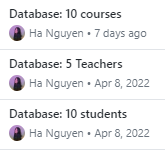 Database: 10 courses
Ha Nguyen • 7 days ago
Database: 5 Teachers
Ha Nguyen • Apr 8, 2022
Database: 10 students
Ha Nguyen • Apr 8, 2022